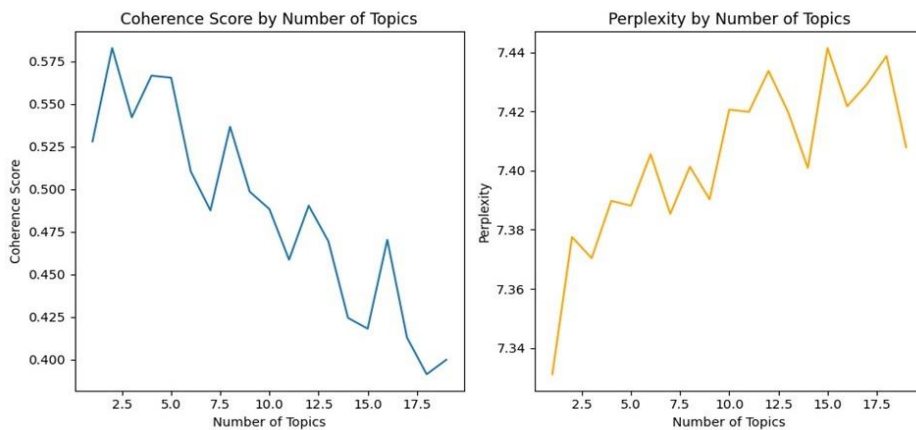 Coherence Score by Number of Topics
Coherence Score
0.575
0.550
0.525
0.500
0.475
0.450
0.425
0.400
2.5 5.0 7.5 10.0 12.5 15.0 17.5
Number of Topics
Perplexity by Number of Topics
Perplexity
7.44
7.42
7.40
7.38
7.36
7.34
2.5 5.0 7.5 10.0 12.5 15.0 17.5
Number of Topics